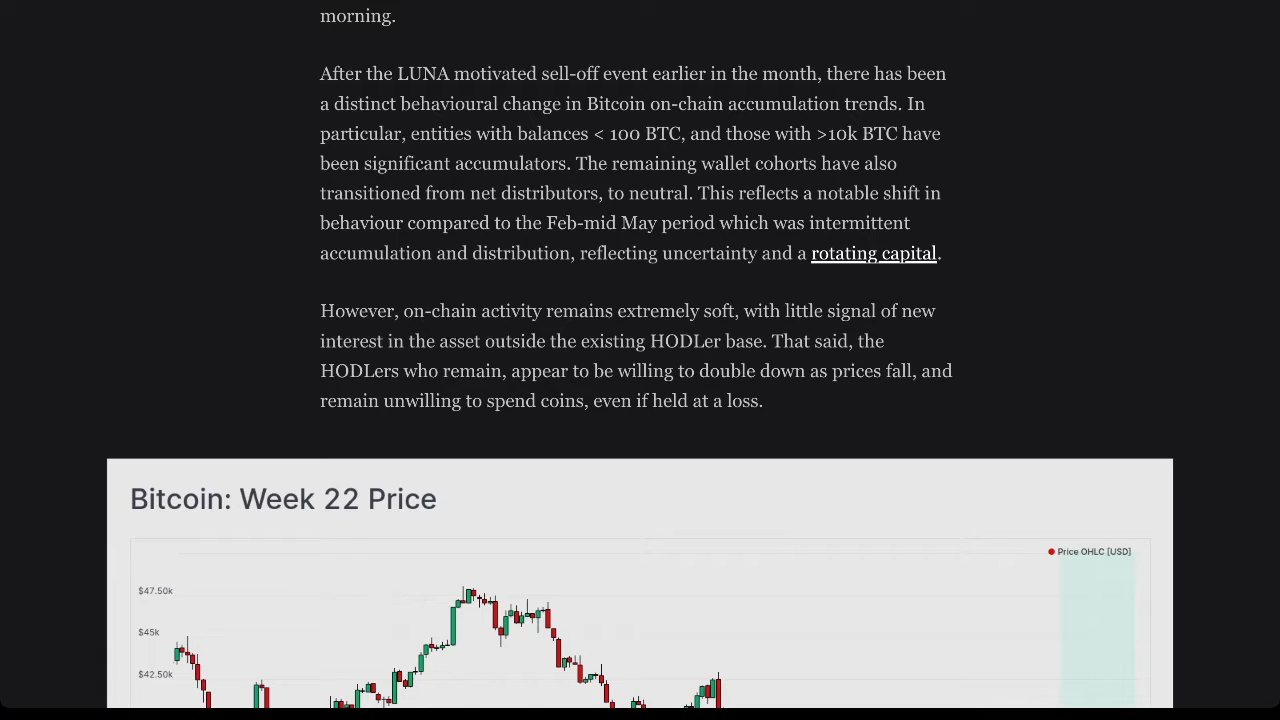 morning.
After the LUNA motivated sell-off event earlier in the month, there has been
a distinct behavioural change in Bitcoin on-chain accumulation trends. In
particular, entities with balances < 100 BTC, and those with >10k BTC have
been significant accumulators. The remaining wallet cohorts have also
transitioned from net distributors, to neutral. This reflects a notable shift in
behaviour compared to the Feb-mid May period which was intermittent
accumulation and distribution, reflecting uncertainty and a rotating capital.
However, on-chain activity remains extremely soft, with little signal of new
interest in the asset outside the existing HODLer base. That said, the
HODLers who remain, appear to be willing to double down as prices fall, and
remain unwilling to spend coins, even if held at a loss.
Bitcoin: Week 22 Price
Price OHLC [USD]
$47.50k
$45k
$42.50k